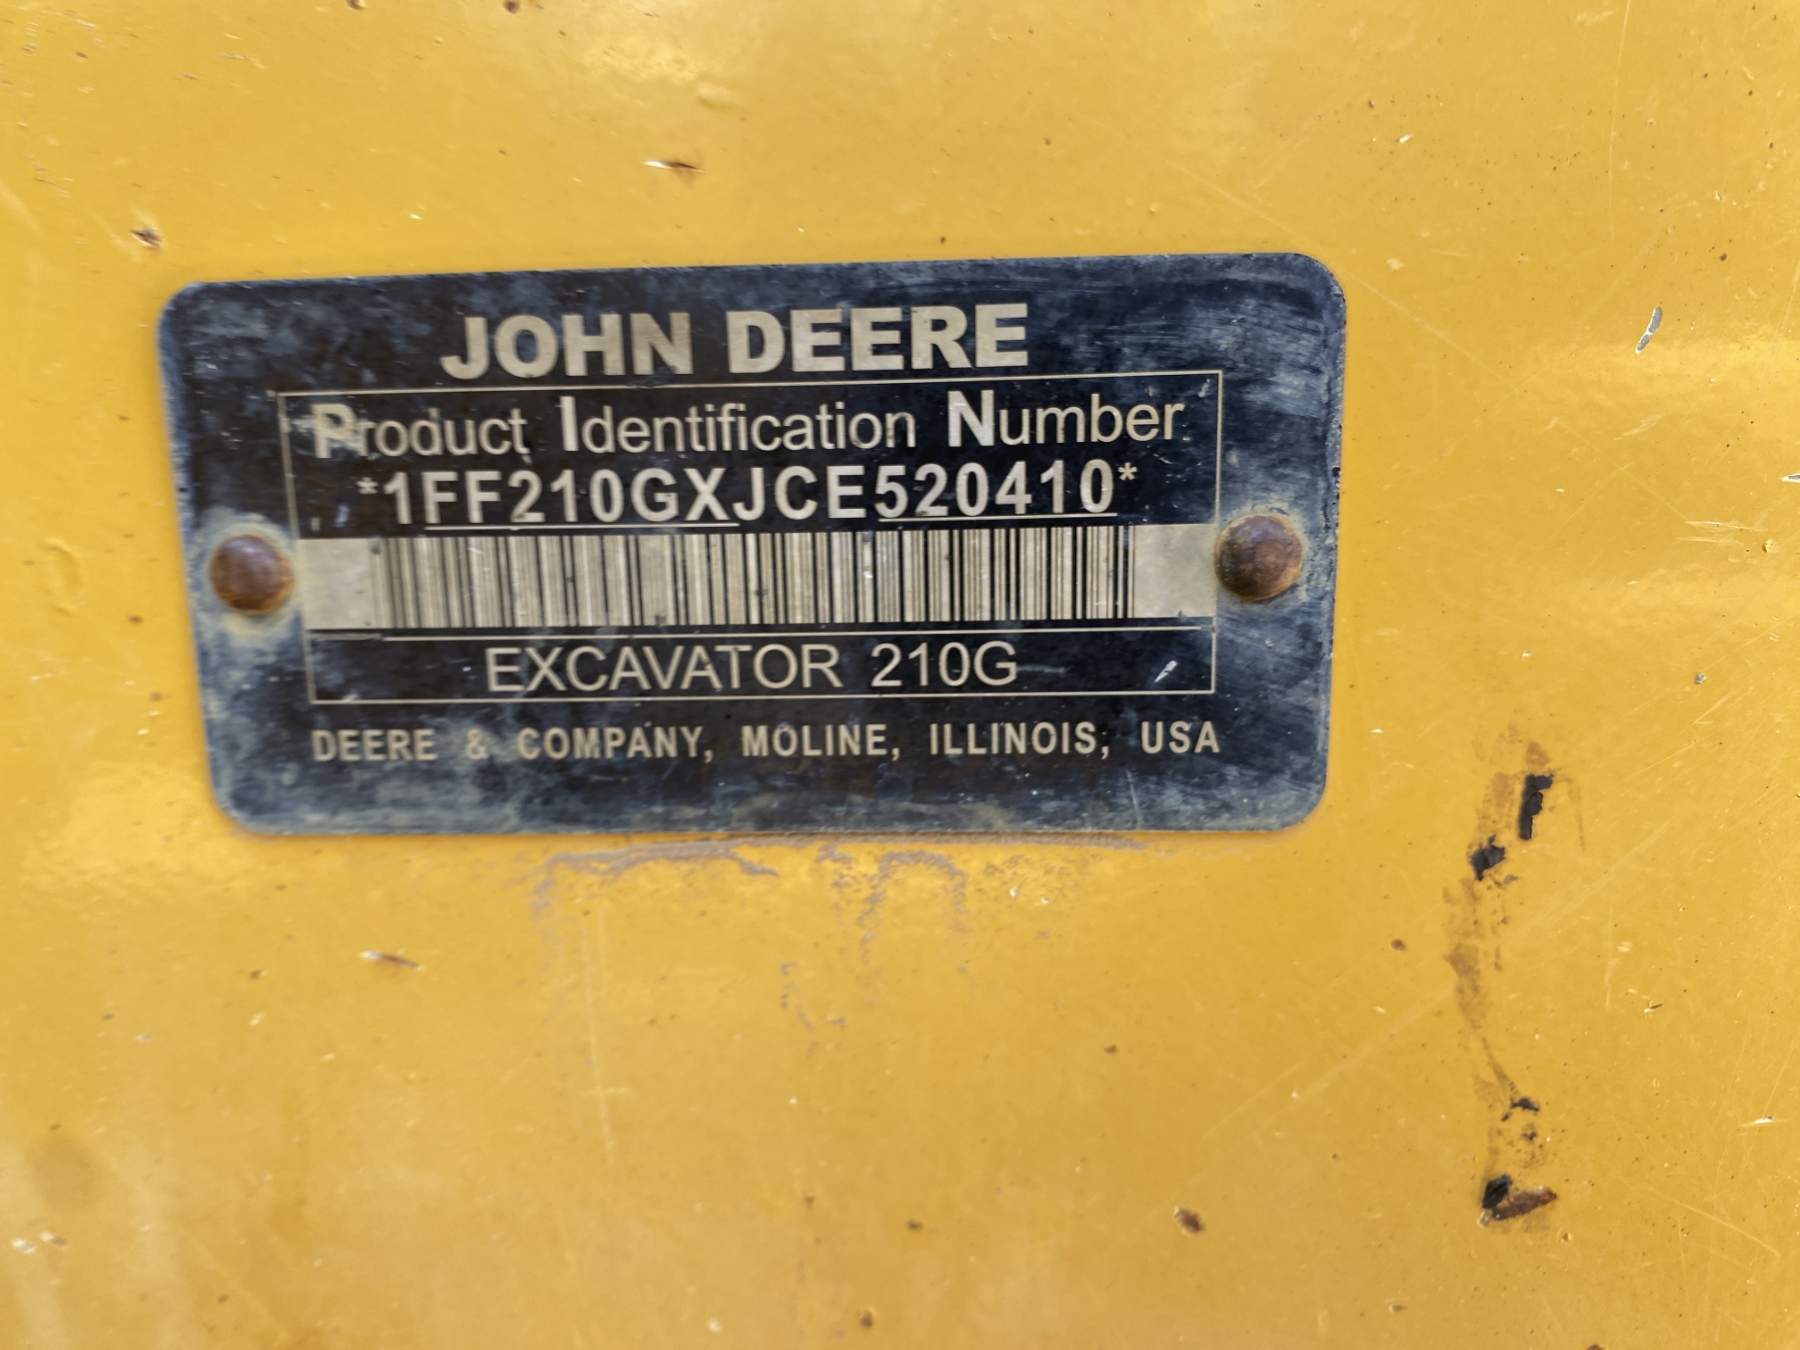 JOHN DEERE
Product Identification Number
*1FF210GXJCE520410*
EXCAVATOR 210G
DEERE & COMPANY, MOLINE, ILLINOIS, USA